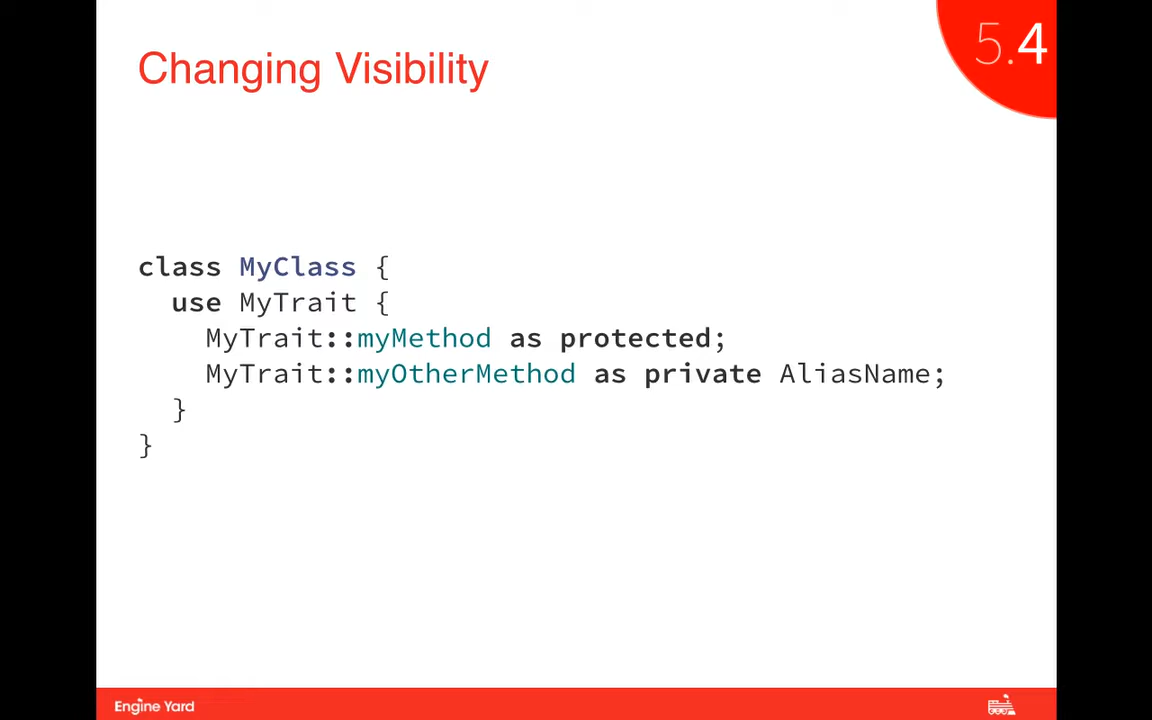 Changing Visibility
5.4
class MyClass {
  use MyTrait {
    MyTrait::myMethod as protected;
    MyTrait::myOtherMethod as private AliasName;
  }
}
Engine Yard